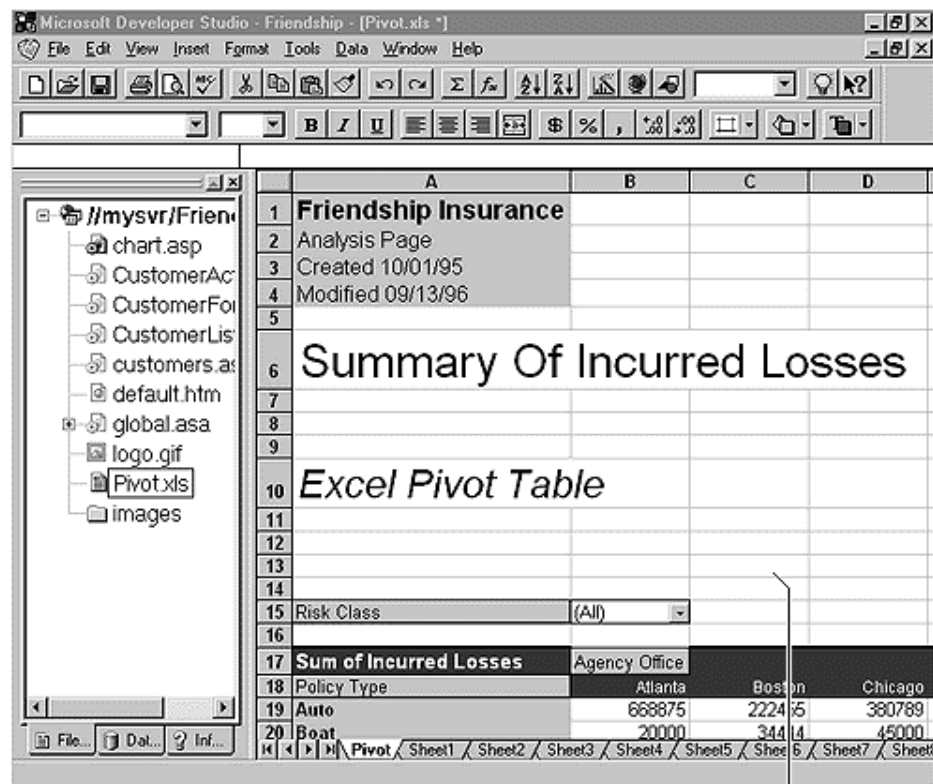 Microsoft Developer Studio - Friendship - [Pivot.xls *]
File Edit View Insert Format Tools Data Window Help
B I U $ % ,
A B C D
//mysvr/Frien
chart.asp
CustomerAc
CustomerFor
CustomerLis
customers.as
default.htm
global.asa
logo.gif
Pivot.xls
images
File... Dat... Inf...
1 Friendship Insurance
2 Analysis Page
3 Created 10/01/95
4 Modified 09/13/96
5
6 Summary Of Incurred Losses
7
8
9
10 Excel Pivot Table
11
12
13
14
15 Risk Class (All)
16
17 Sum of Incurred Losses Agency Office
18 Policy Type Atlanta Boston Chicago
19 Auto 668875 380789
20 Boat 20000 45000
Pivot Sheet1 Sheet2 Sheet3 Sheet4 Sheet5 Sheet6 Sheet7 Sheet8